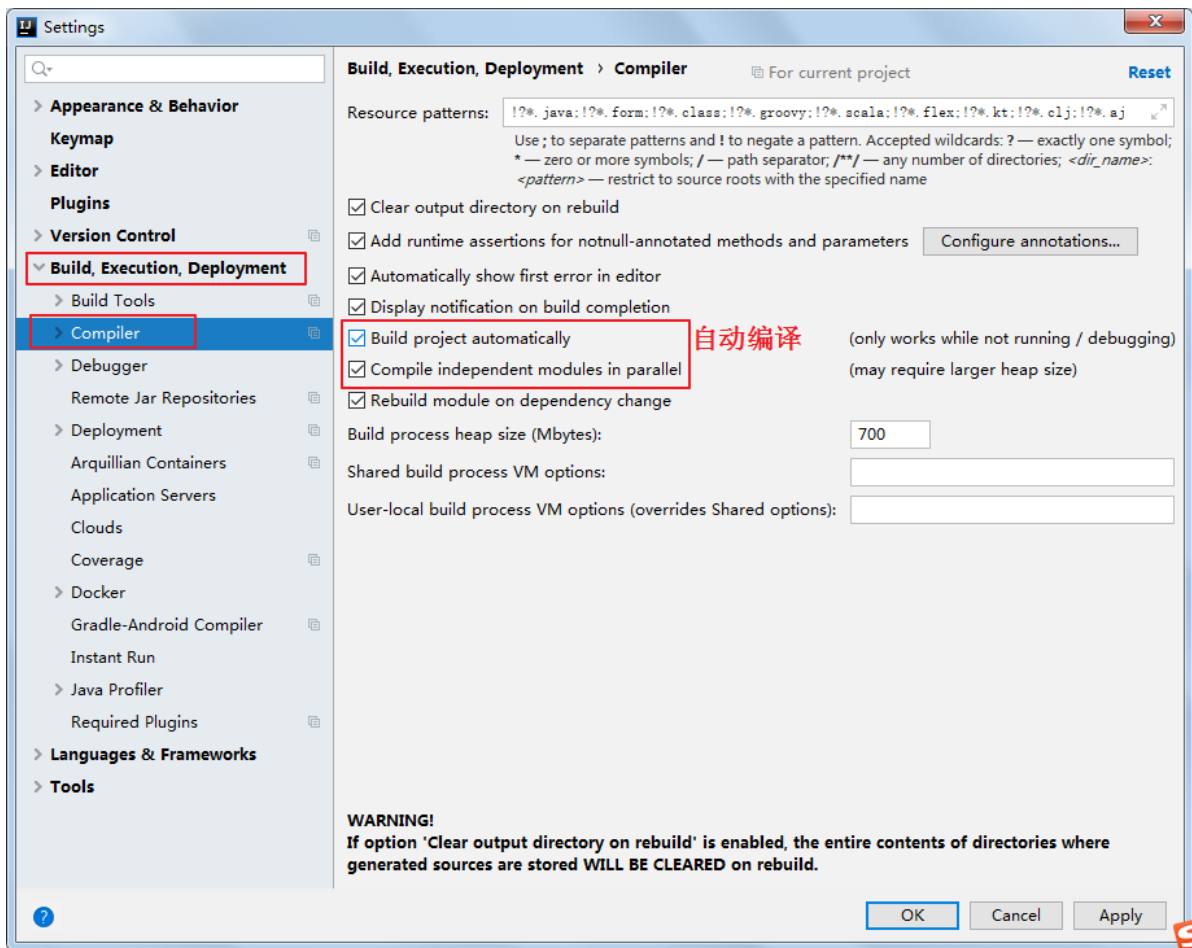 Settings
Appearance & Behavior
Keymap
Editor
Plugins
Version Control
Build, Execution, Deployment
Build Tools
Compiler
Debugger
Remote Jar Repositories
Deployment
Arquillian Containers
Application Servers
Clouds
Coverage
Docker
Gradle-Android Compiler
Instant Run
Java Profiler
Required Plugins
Languages & Frameworks
Tools
Build, Execution, Deployment › Compiler For current project Reset
Resource patterns: !?*.java;!?*.form;!?*.class;!?*.groovy;!?*.scala;!?*.flex;!?*.kt;!?*.clj;!?*.aj
Use ; to separate patterns and ! to negate a pattern. Accepted wildcards: ? — exactly one symbol;
* — zero or more symbols; / — path separator; /**/ — any number of directories; <dir_name>:
<pattern> — restrict to source roots with the specified name
Clear output directory on rebuild
Add runtime assertions for notnull-annotated methods and parameters Configure annotations...
Automatically show first error in editor
Display notification on build completion
Build project automatically 自动编译 (only works while not running / debugging)
Compile independent modules in parallel (may require larger heap size)
Rebuild module on dependency change
Build process heap size (Mbytes): 700
Shared build process VM options:
User-local build process VM options (overrides Shared options):
WARNING!
If option 'Clear output directory on rebuild' is enabled, the entire contents of directories where
generated sources are stored WILL BE CLEARED on rebuild.
? OK Cancel Apply